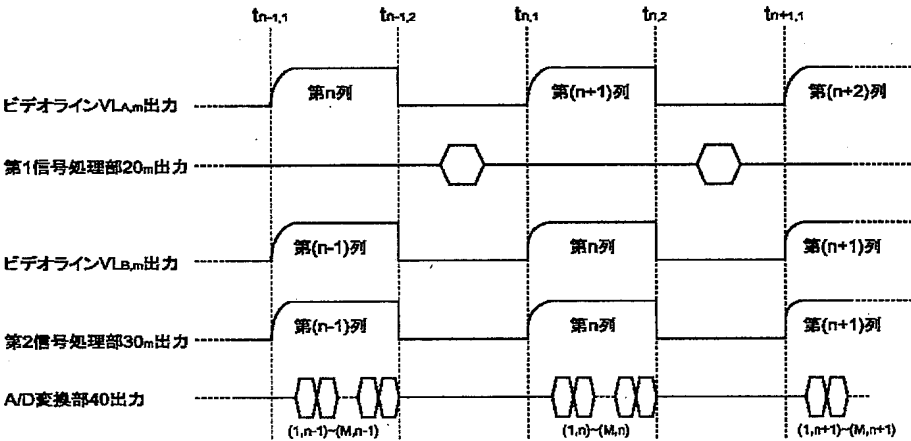 tn-1,1 tn-1,2 tn,1 tn,2 tn+1,1
ビデオラインVLA,m出力 第n列 第(n+1)列 第(n+2)列
第1信号処理部20m出力
ビデオラインVLB,m出力 第(n-1)列 第n列 第(n+1)列
第2信号処理部30m出力 第(n-1)列 第n列 第(n+1)列
A/D変換部40出力
(1,n-1)~(M,n-1) (1,n)~(M,n) (1,n+1)~(M,n+1)